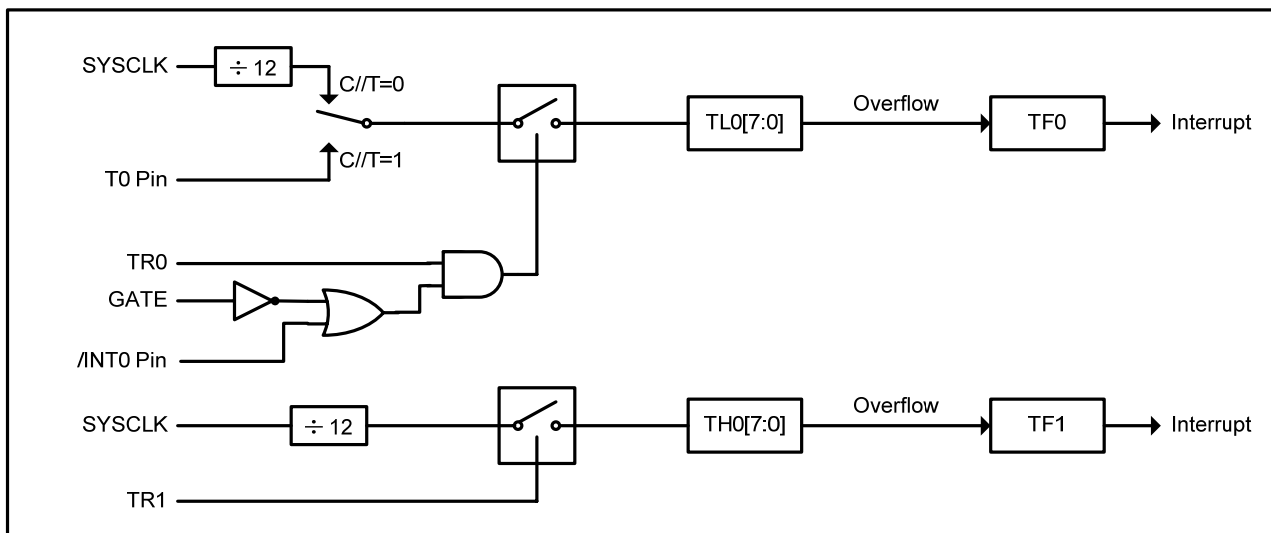 SYSCLK
÷ 12
C//T=0
C//T=1
T0 Pin
TL0[7:0]
Overflow
TF0
Interrupt
TR0
GATE
/INT0 Pin
SYSCLK
÷ 12
TH0[7:0]
Overflow
TF1
Interrupt
TR1